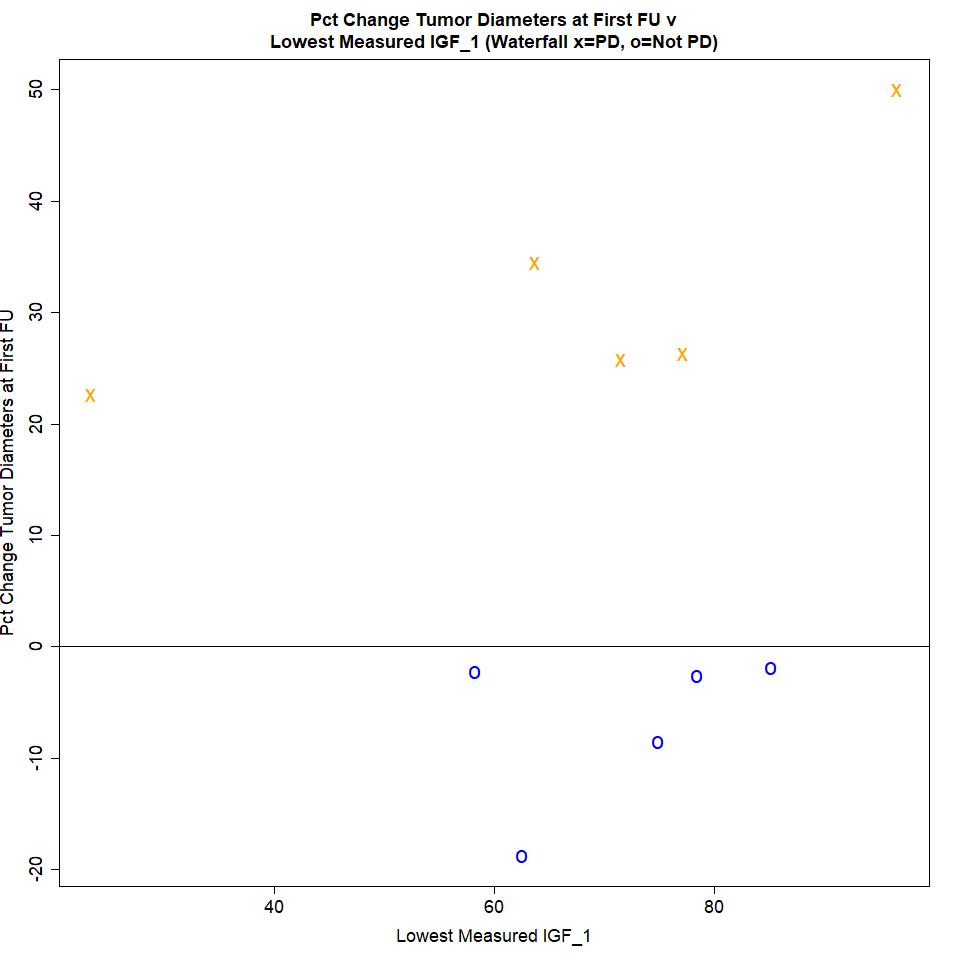 Pct Change Tumor Diameters at First FU v
Lowest Measured IGF_1 (Waterfall x=PD, o=Not PD)
Pct Change Tumor Diameters at First FU
50
40
30
20
10
0
-10
-20
X
X
X
X
X
O
O
O
O
O
40
60
80
Lowest Measured IGF_1